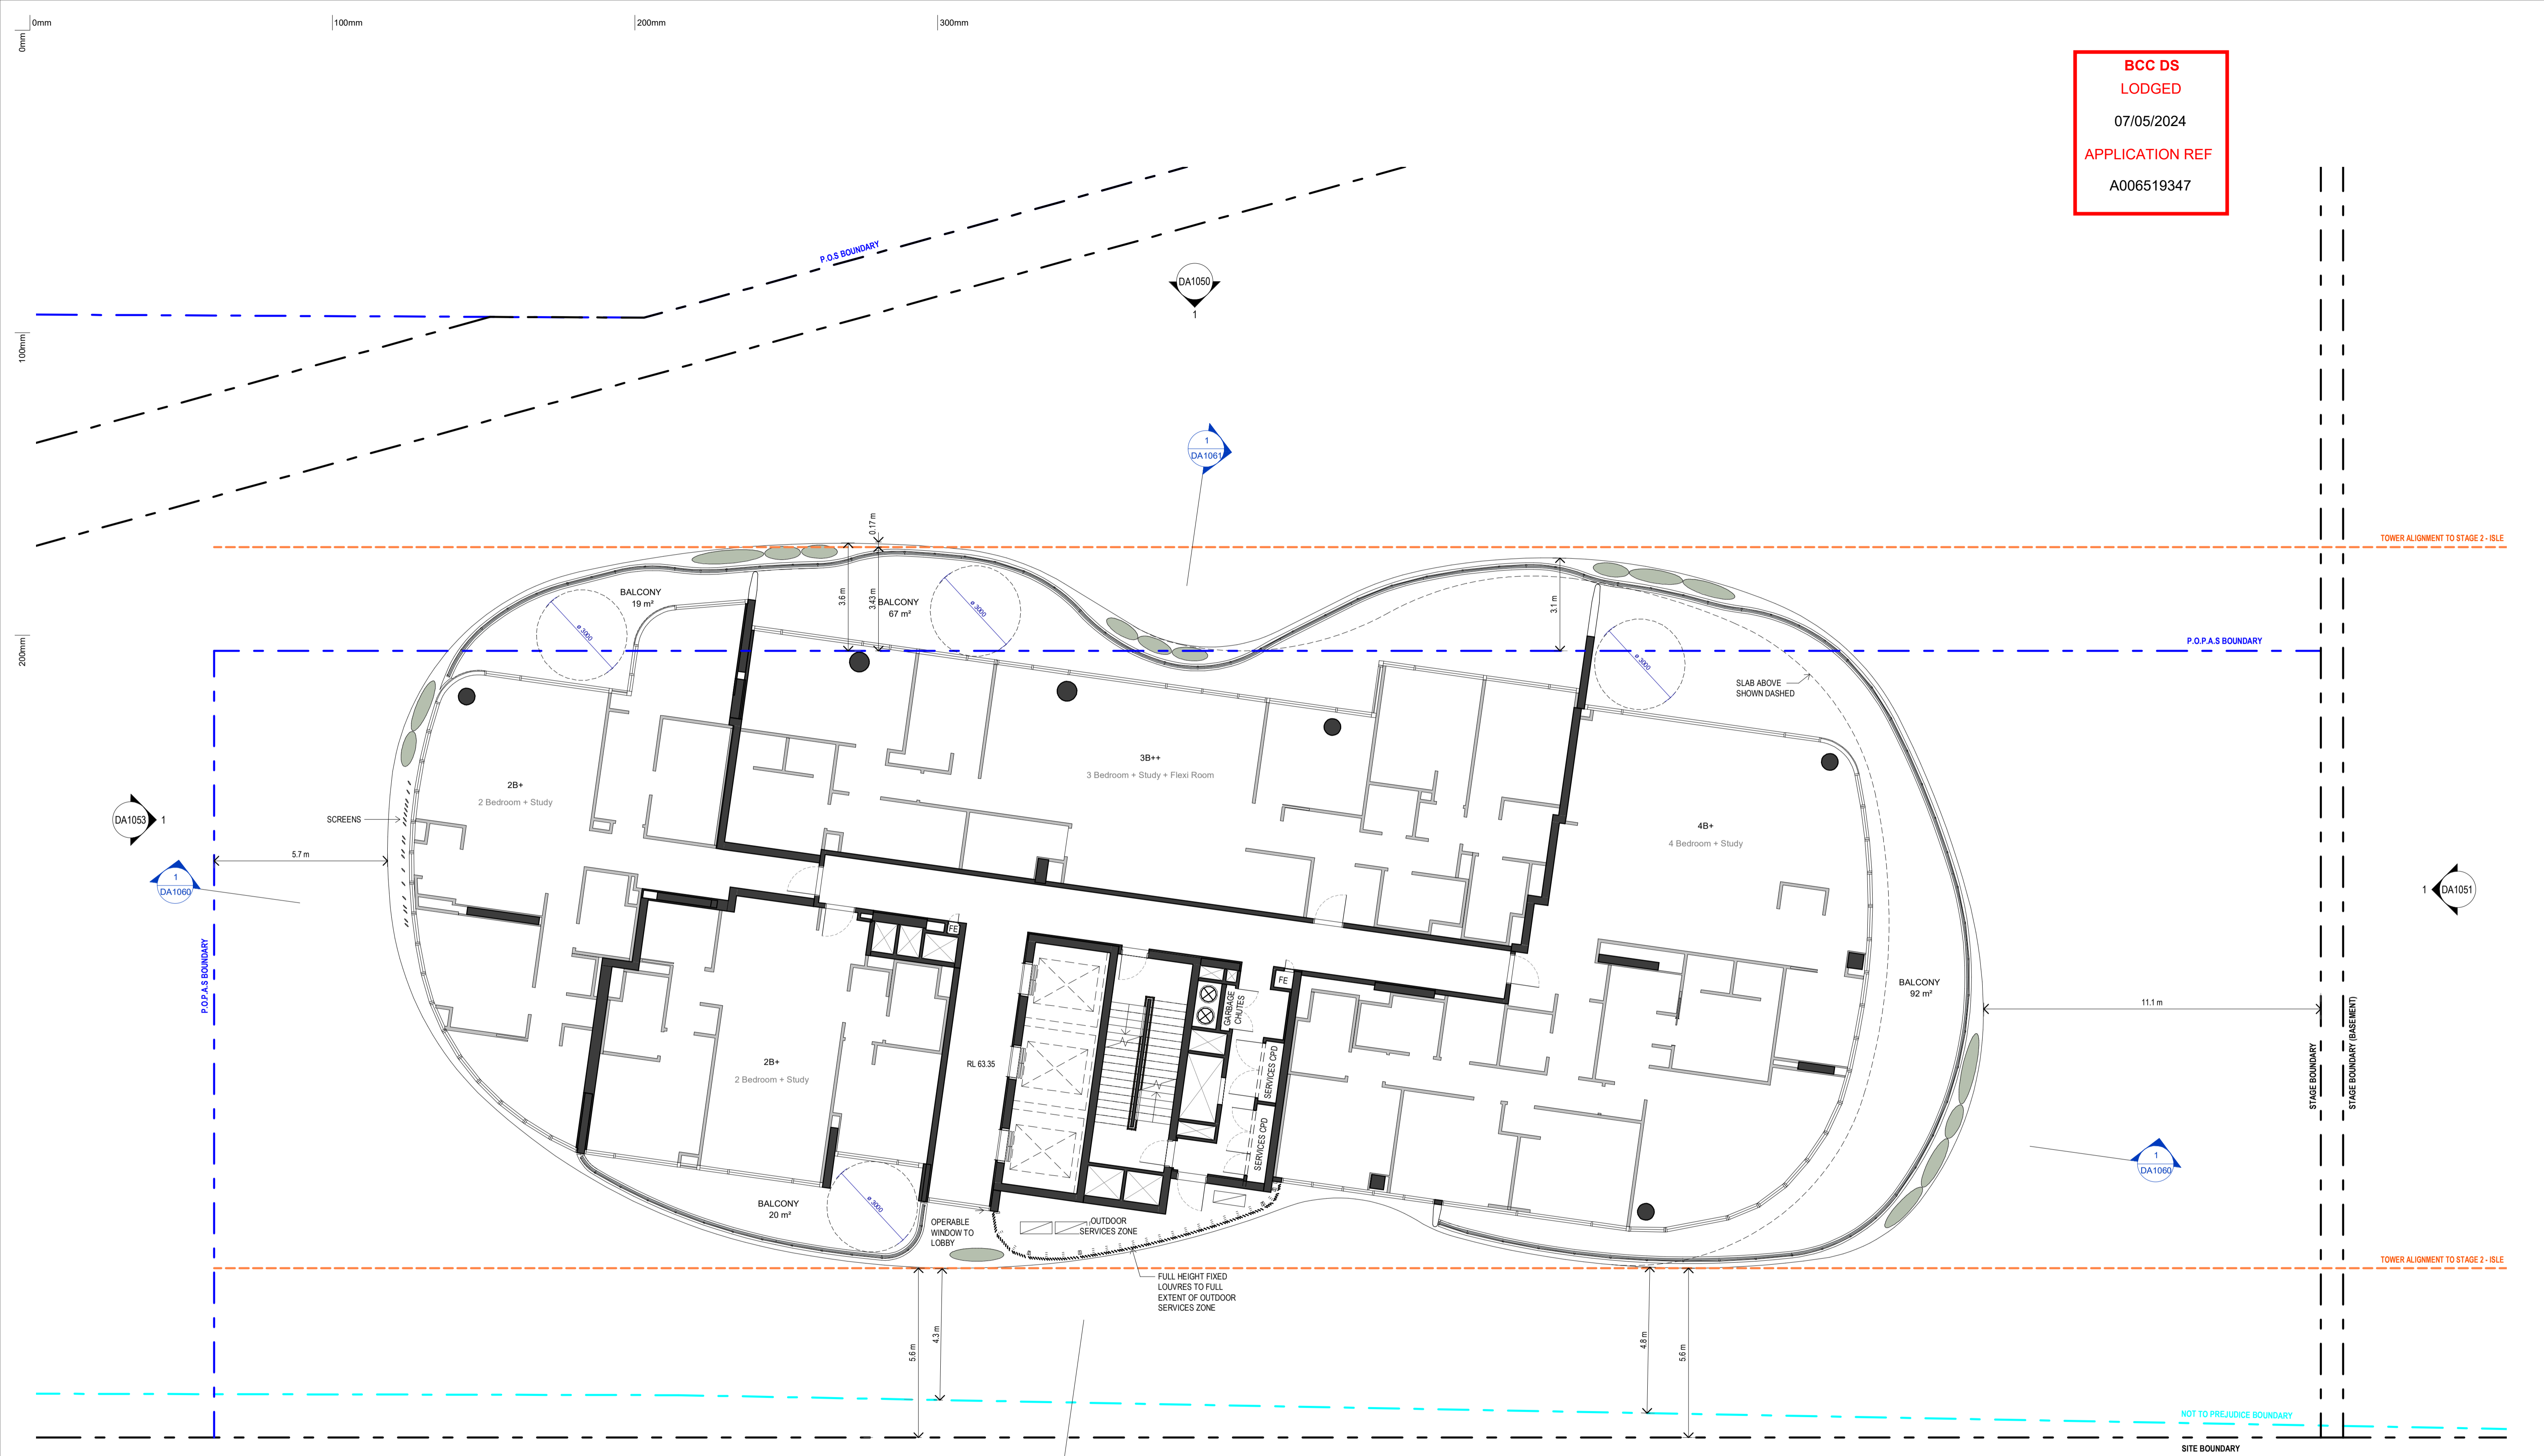 0mm
100mm
200mm
300mm
0mm
100mm
200mm
BCC DS
LODGED
07/05/2024
APPLICATION REF
A006519347
P.O.S BOUNDARY
DA1050
1
1
DA1061
TOWER ALIGNMENT TO STAGE 2 - ISLE
0.17 m
3.6 m
3.43 m
3.1 m
BALCONY
19 m²
BALCONY
67 m²
ø 3000
ø 3000
ø 3000
P.O.P.A.S BOUNDARY
SLAB ABOVE
SHOWN DASHED
2B+
2 Bedroom + Study
3B++
3 Bedroom + Study + Flexi Room
4B+
4 Bedroom + Study
SCREENS
DA1053
1
5.7 m
1
DA1060
1
DA1051
P.O.P.A.S BOUNDARY
FE
FE
GARBAGE
CHUTES
SERVICES CPD
SERVICES CPD
RL 63.35
2B+
2 Bedroom + Study
BALCONY
92 m²
11.1 m
STAGE BOUNDARY
STAGE BOUNDARY (BASEMENT)
1
DA1060
BALCONY
20 m²
ø 3000
OPERABLE
WINDOW TO
LOBBY
OUTDOOR
SERVICES ZONE
TOWER ALIGNMENT TO STAGE 2 - ISLE
FULL HEIGHT FIXED
LOUVRES TO FULL
EXTENT OF OUTDOOR
SERVICES ZONE
5.6 m
4.3 m
4.8 m
5.6 m
NOT TO PREJUDICE BOUNDARY
SITE BOUNDARY